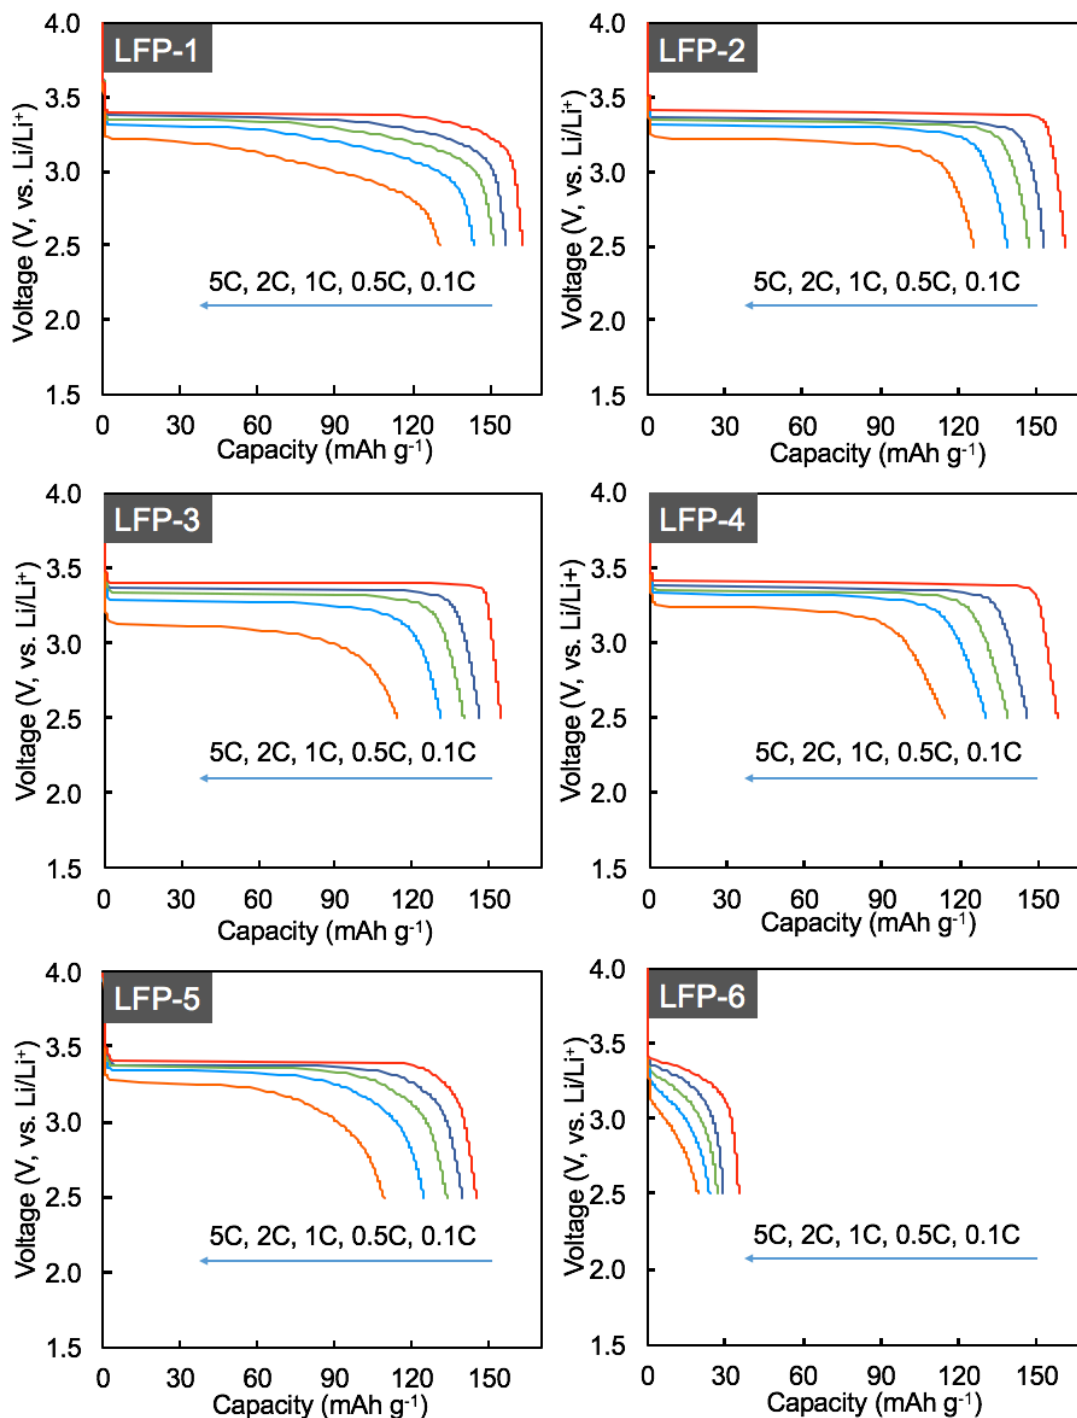 LFP-1
4.0
3.5
3.0
2.5
2.0
1.5
Voltage (V, vs. Li/Li⁺)
5C, 2C, 1C, 0.5C, 0.1C
0 30 60 90 120 150
Capacity (mAh g⁻¹)
LFP-2
4.0
3.5
3.0
2.5
2.0
1.5
Voltage (V, vs. Li/Li⁺)
5C, 2C, 1C, 0.5C, 0.1C
0 30 60 90 120 150
Capacity (mAh g⁻¹)
LFP-3
4.0
3.5
3.0
2.5
2.0
1.5
Voltage (V, vs. Li/Li⁺)
5C, 2C, 1C, 0.5C, 0.1C
0 30 60 90 120 150
Capacity (mAh g⁻¹)
LFP-4
4.0
3.5
3.0
2.5
2.0
1.5
Voltage (V, vs. Li/Li+)
5C, 2C, 1C, 0.5C, 0.1C
0 30 60 90 120 150
Capacity (mAh g⁻¹)
LFP-5
4.0
3.5
3.0
2.5
2.0
1.5
Voltage (V, vs. Li/Li⁺)
5C, 2C, 1C, 0.5C, 0.1C
0 30 60 90 120 150
Capacity (mAh g⁻¹)
LFP-6
4.0
3.5
3.0
2.5
2.0
1.5
Voltage (V, vs. Li/Li⁺)
5C, 2C, 1C, 0.5C, 0.1C
0 30 60 90 120 150
Capacity (mAh g⁻¹)